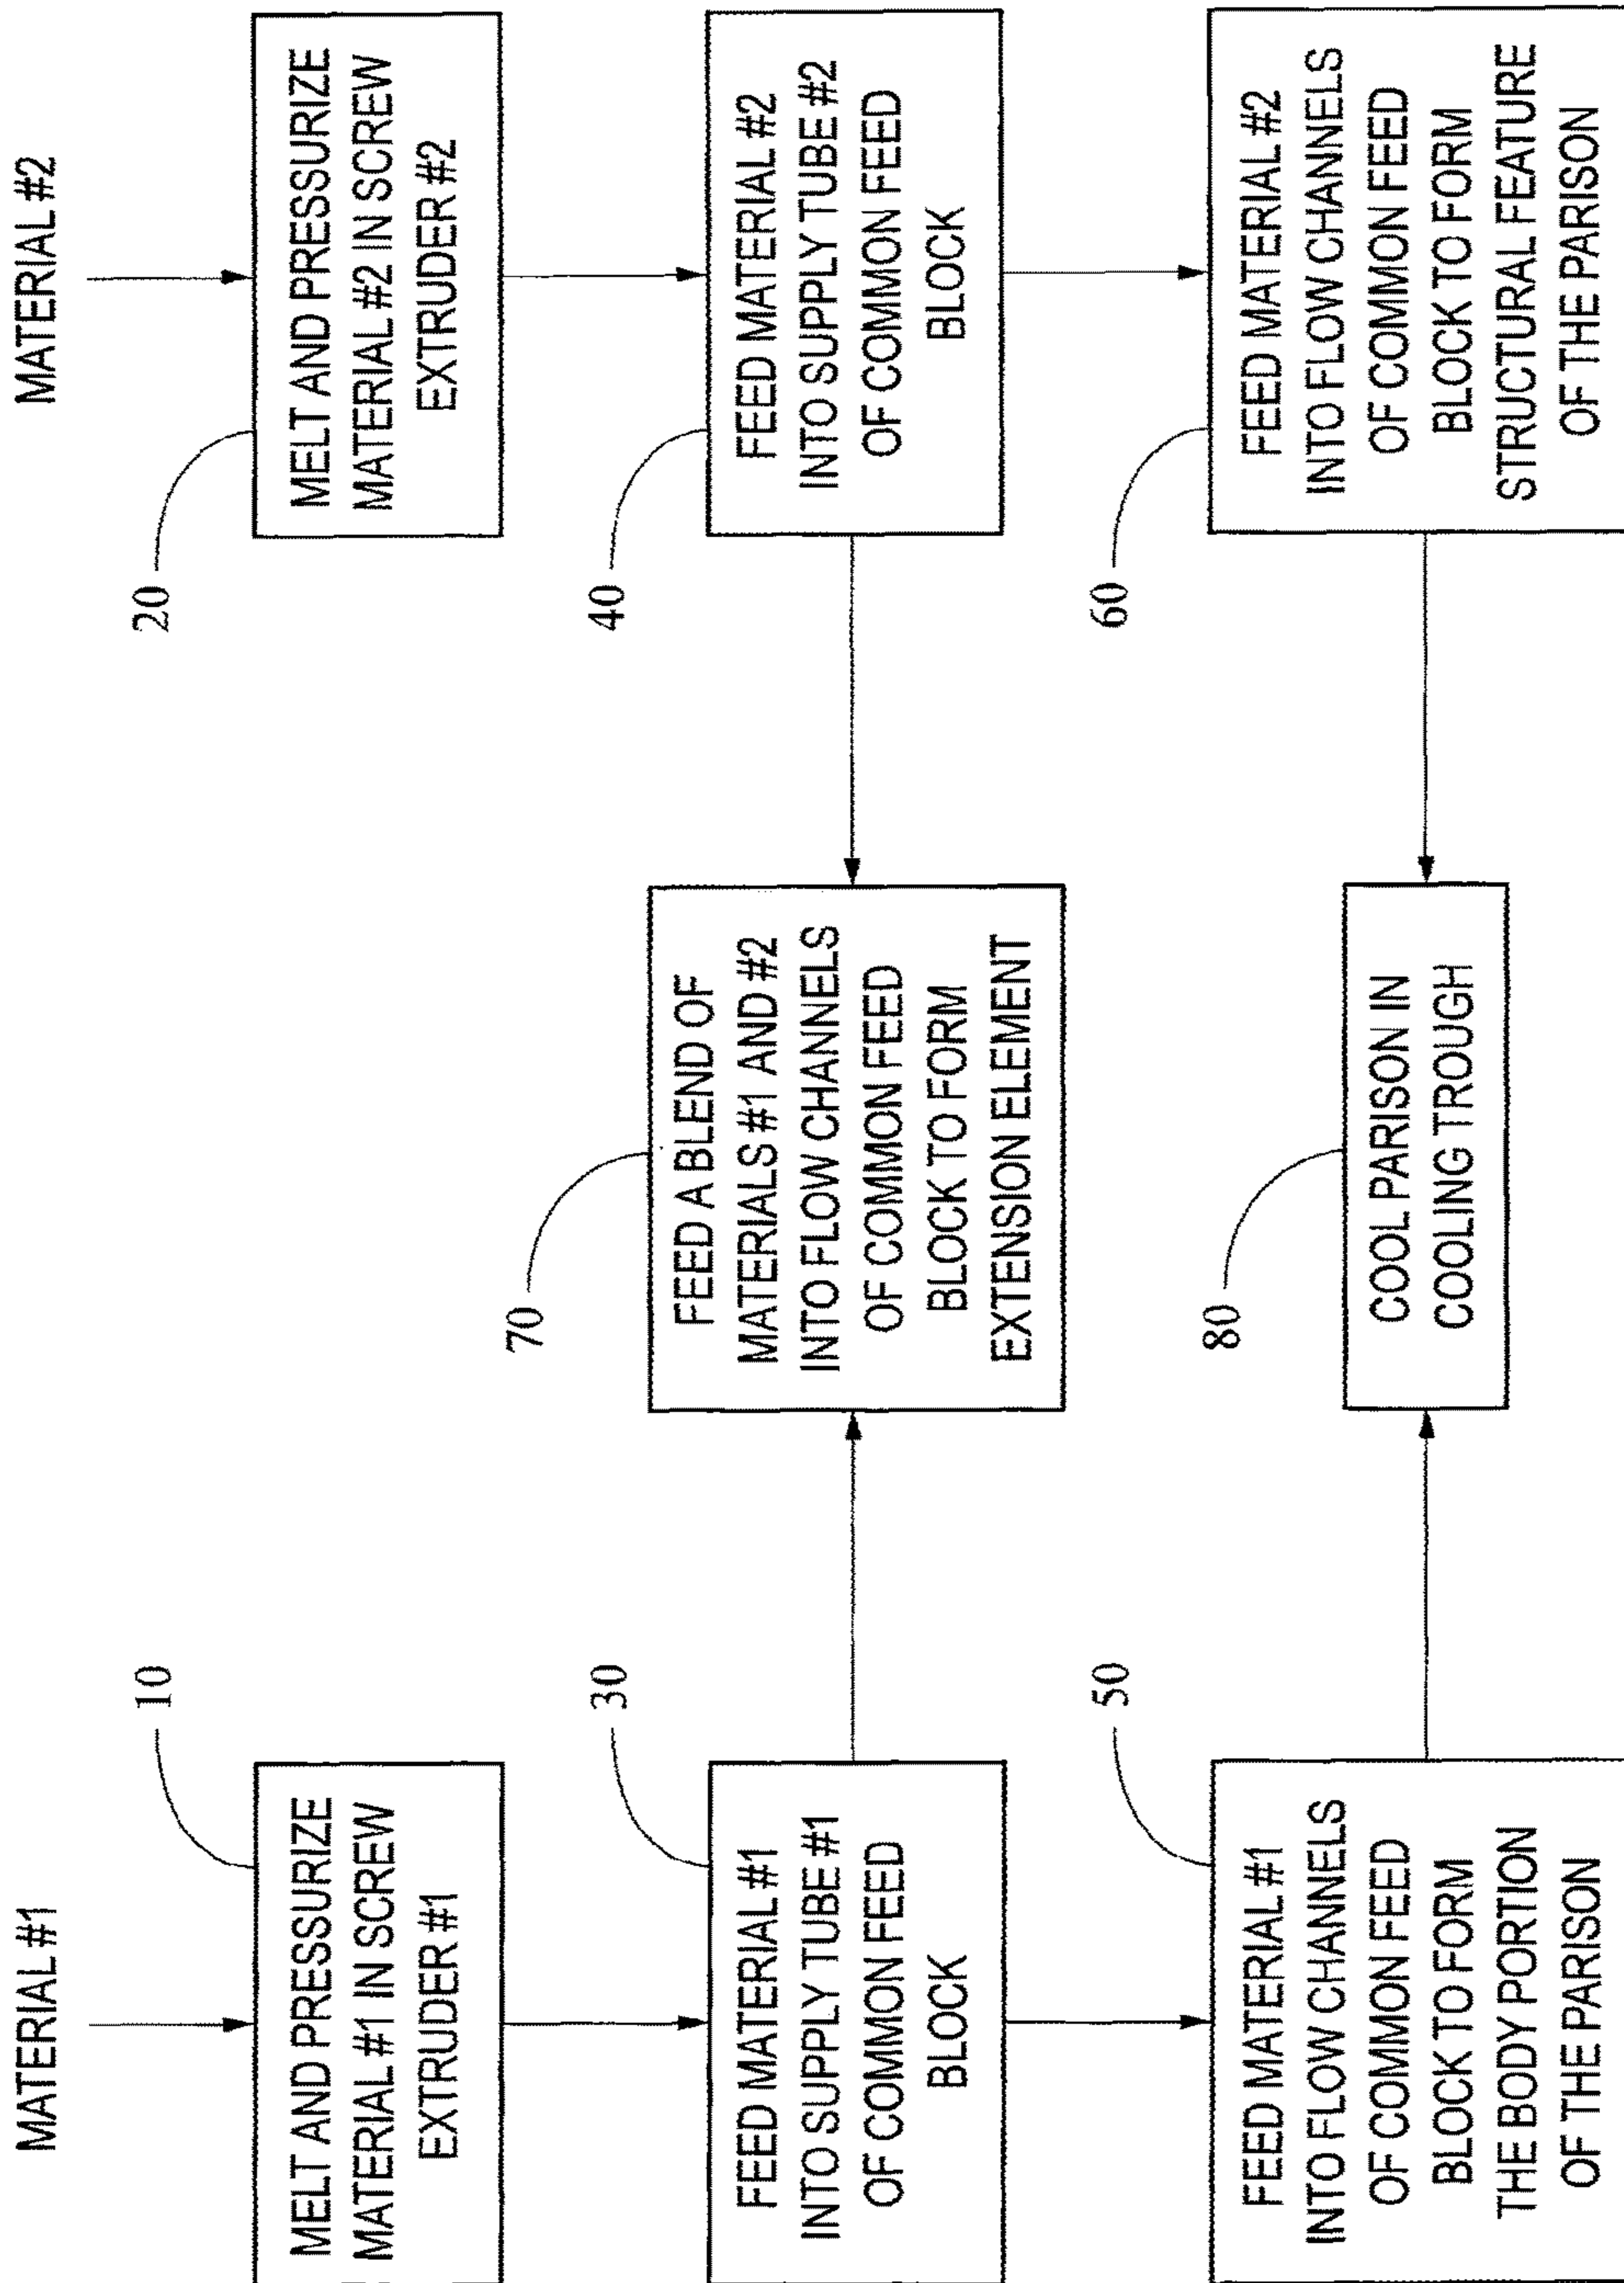 MATERIAL #1
MATERIAL #2
10
MELT AND PRESSURIZE
MATERIAL #1 IN SCREW
EXTRUDER #1
20
MELT AND PRESSURIZE
MATERIAL #2 IN SCREW
EXTRUDER #2
30
FEED MATERIAL #1
INTO SUPPLY TUBE #1
OF COMMON FEED
BLOCK
70
FEED A BLEND OF
MATERIALS #1 AND #2
INTO FLOW CHANNELS
OF COMMON FEED
BLOCK TO FORM
EXTENSION ELEMENT
40
FEED MATERIAL #2
INTO SUPPLY TUBE #2
OF COMMON FEED
BLOCK
50
FEED MATERIAL #1
INTO FLOW CHANNELS
OF COMMON FEED
BLOCK TO FORM
THE BODY PORTION
OF THE PARISON
80
COOL PARISON IN
COOLING TROUGH
60
FEED MATERIAL #2
INTO FLOW CHANNELS
OF COMMON FEED
BLOCK TO FORM
STRUCTURAL FEATURE
OF THE PARISON